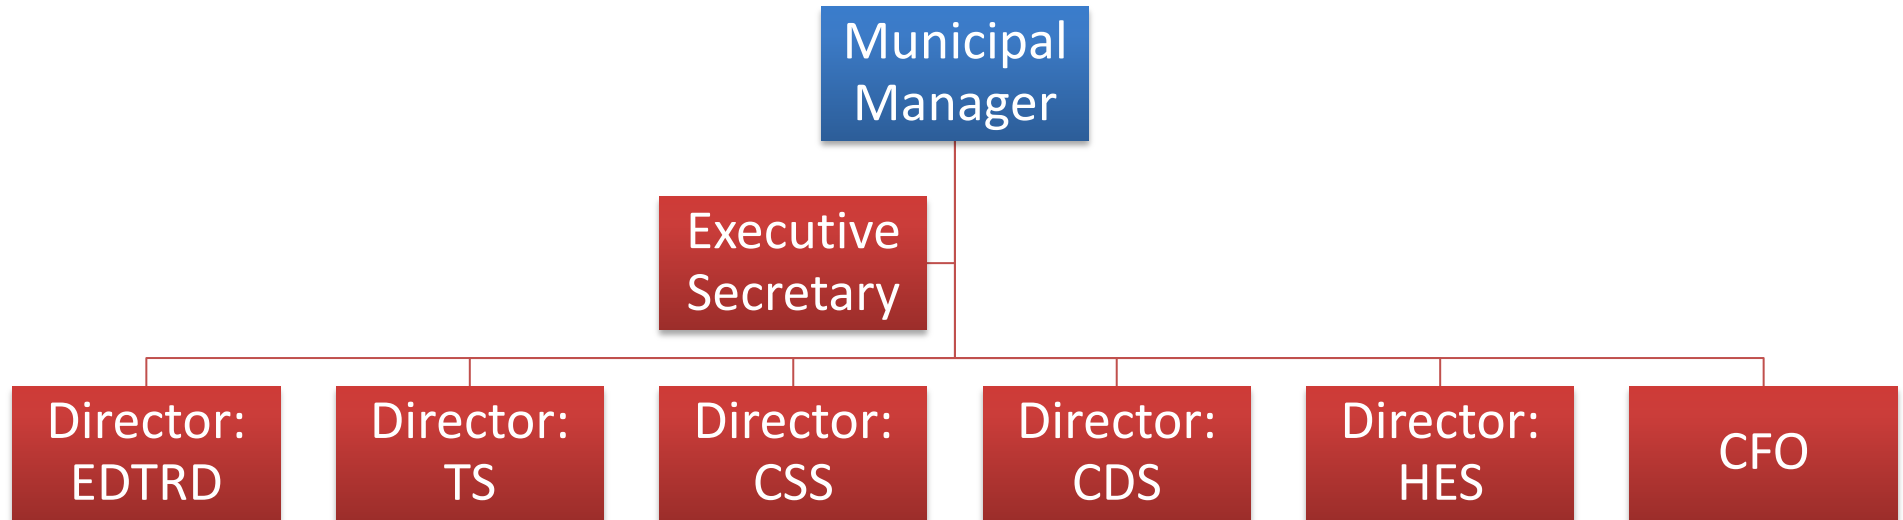 Municipal
Manager
Executive
Secretary
Director:
EDTRD
Director:
TS
Director:
CSS
Director:
CDS
Director:
HES
CFO